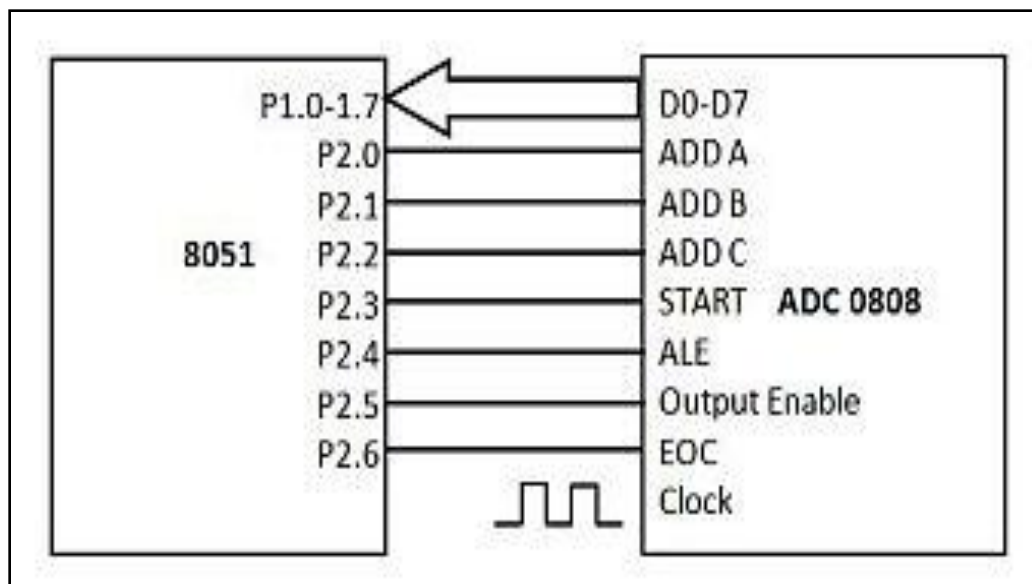 P1.0-1.7 D0-D7
P2.0 ADD A
P2.1 ADD B
8051 P2.2 ADD C
P2.3 START ADC 0808
P2.4 ALE
P2.5 Output Enable
P2.6 EOC
Clock